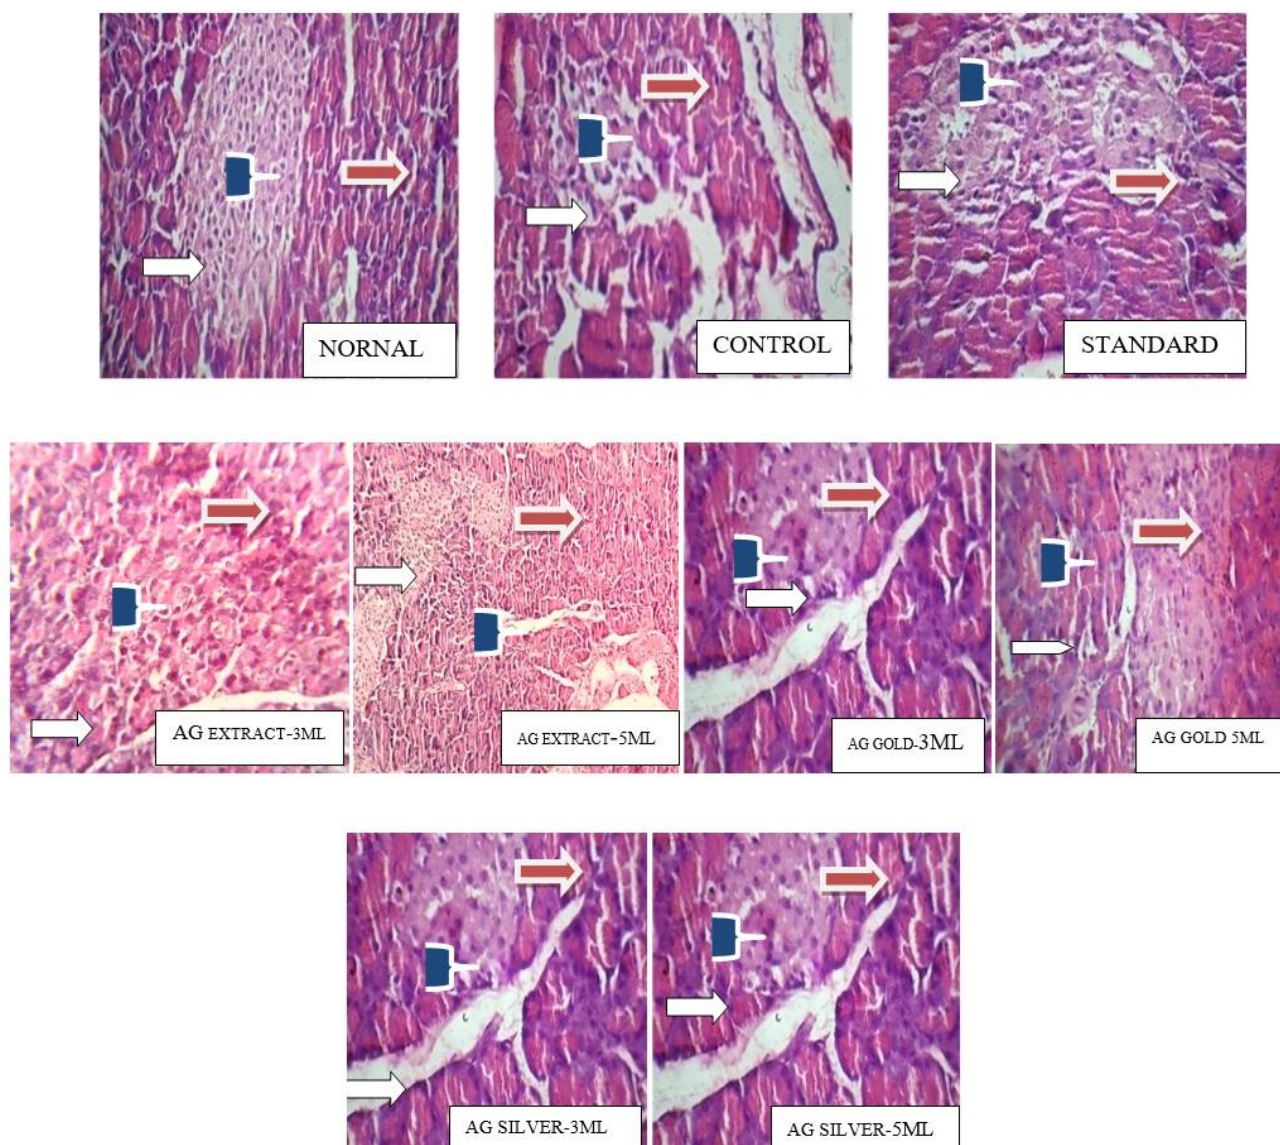 NORNAL
CONTROL
STANDARD
AG EXTRACT-3ML
AG EXTRACT-5ML
AG GOLD-3ML
AG GOLD 5ML
AG SILVER-3ML
AG SILVER-5ML